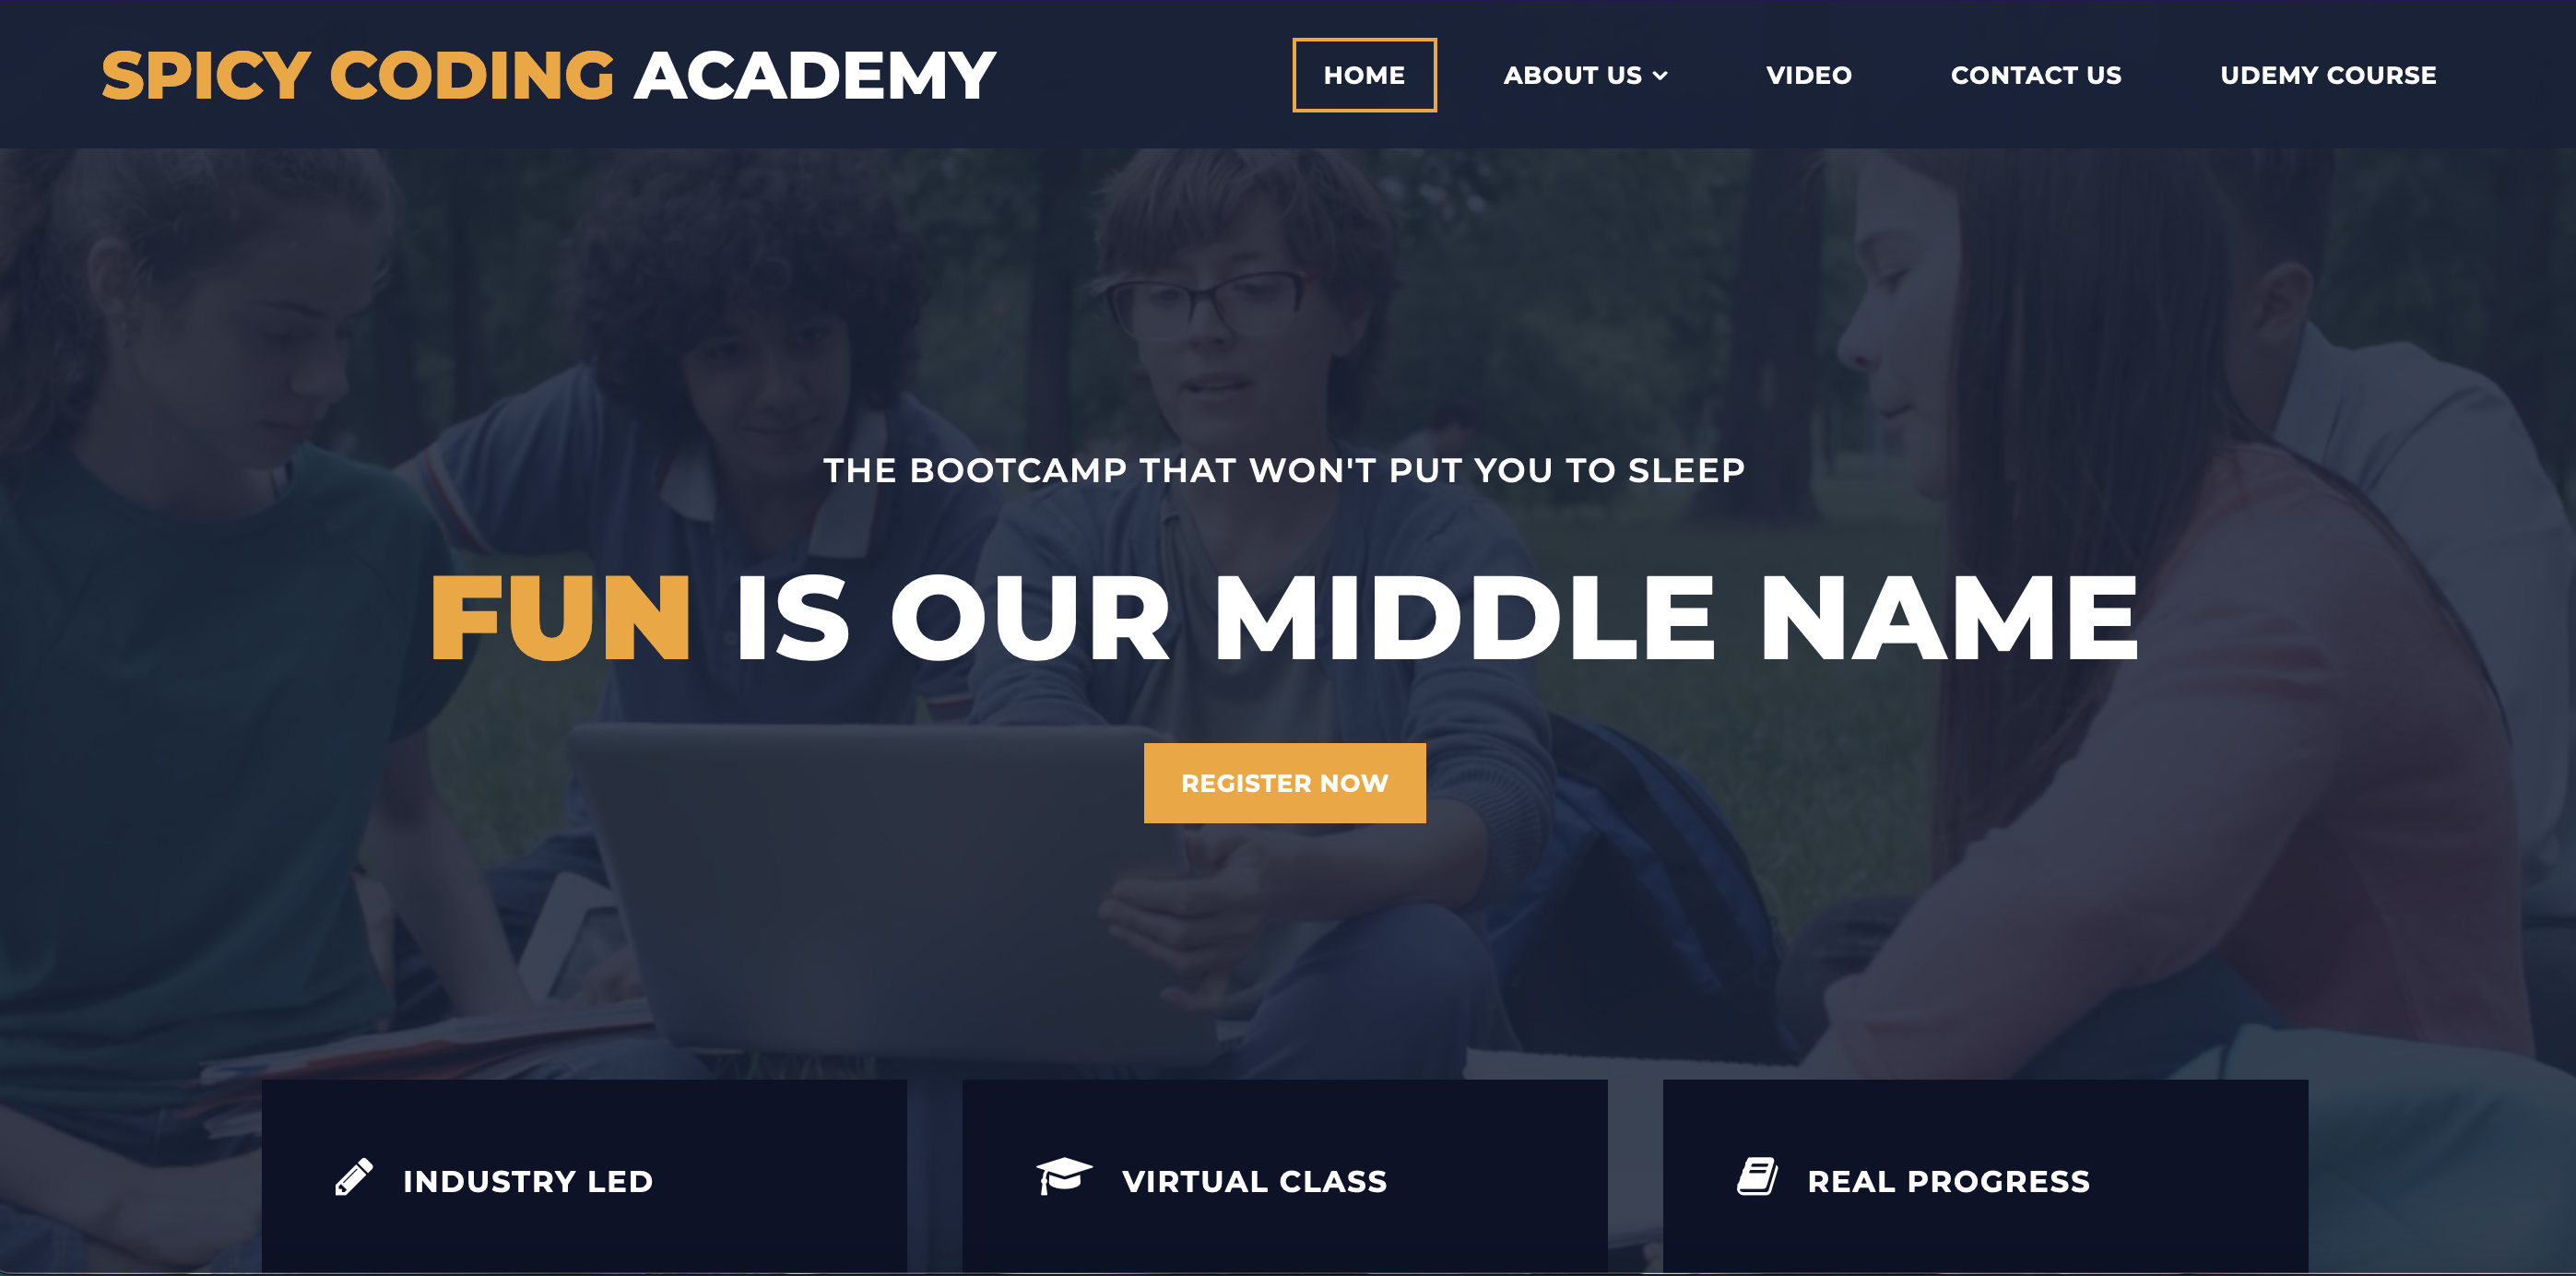 SPICY CODING ACADEMY
HOME
ABOUT US
VIDEO
CONTACT US
UDEMY COURSE
THE BOOTCAMP THAT WON'T PUT YOU TO SLEEP
FUN IS OUR MIDDLE NAME
REGISTER NOW
INDUSTRY LED
VIRTUAL CLASS
REAL PROGRESS